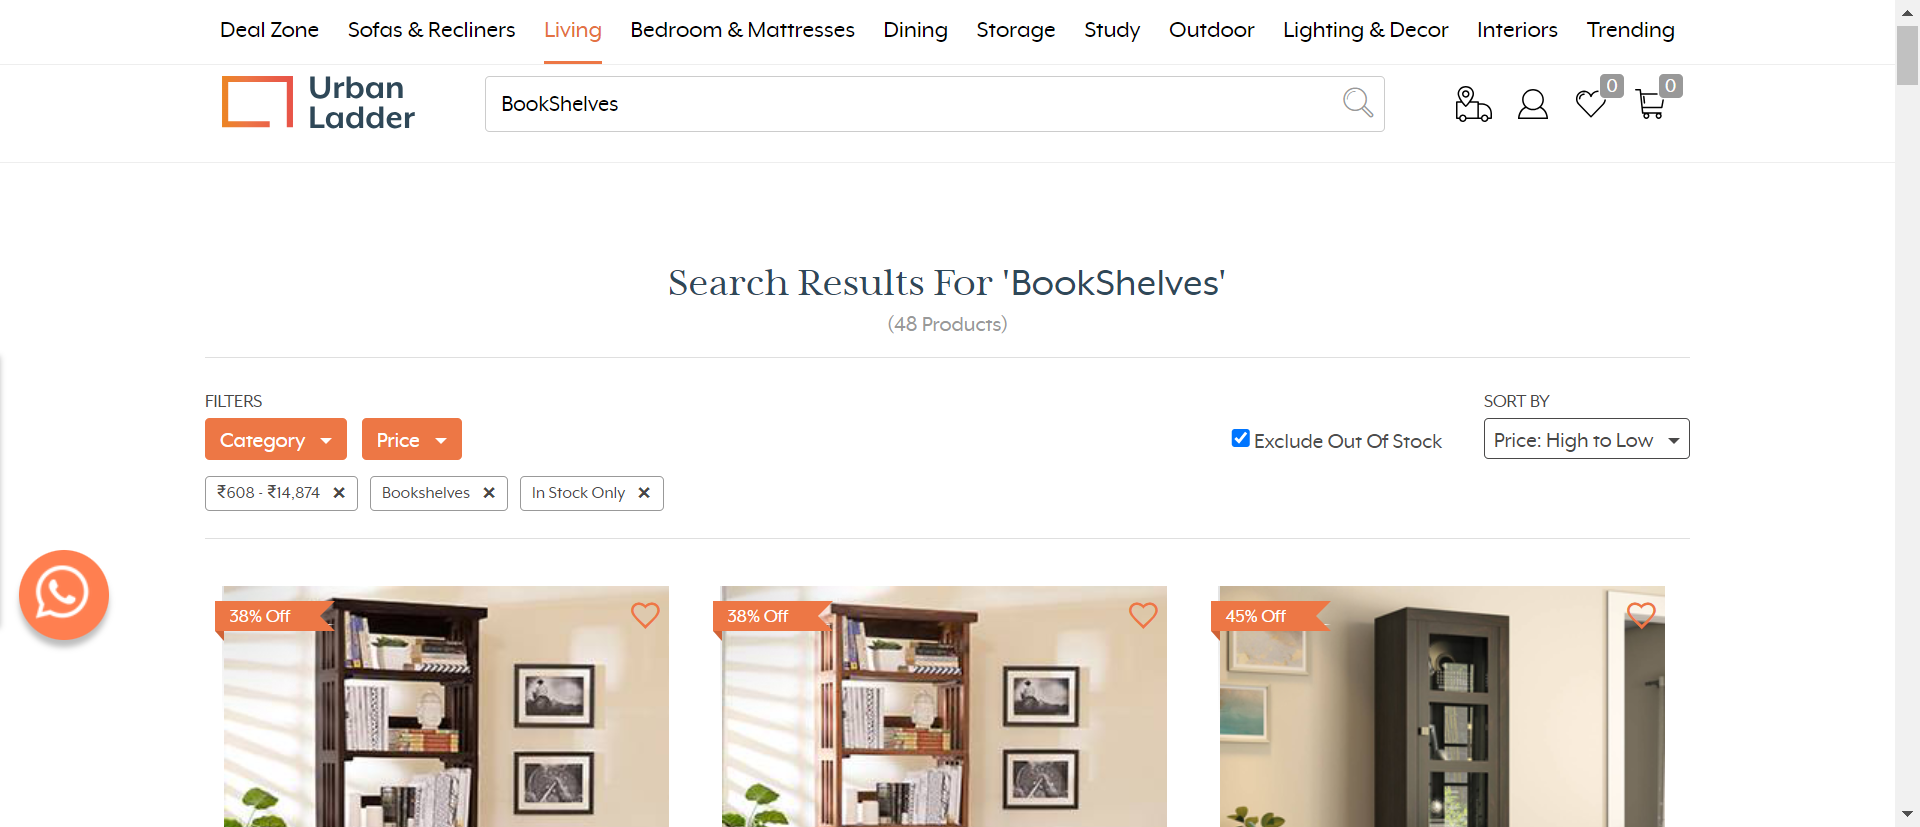 Deal Zone Sofas & Recliners Living Bedroom & Mattresses Dining Storage Study Outdoor Lighting & Decor Interiors Trending
Urban
Ladder
BookShelves
0
0
Search Results For 'BookShelves'
(48 Products)
FILTERS
SORT BY
Category
Price
Exclude Out Of Stock
Price: High to Low
₹608 - ₹14,874 ✕
Bookshelves ✕
In Stock Only ✕
38% Off
38% Off
45% Off